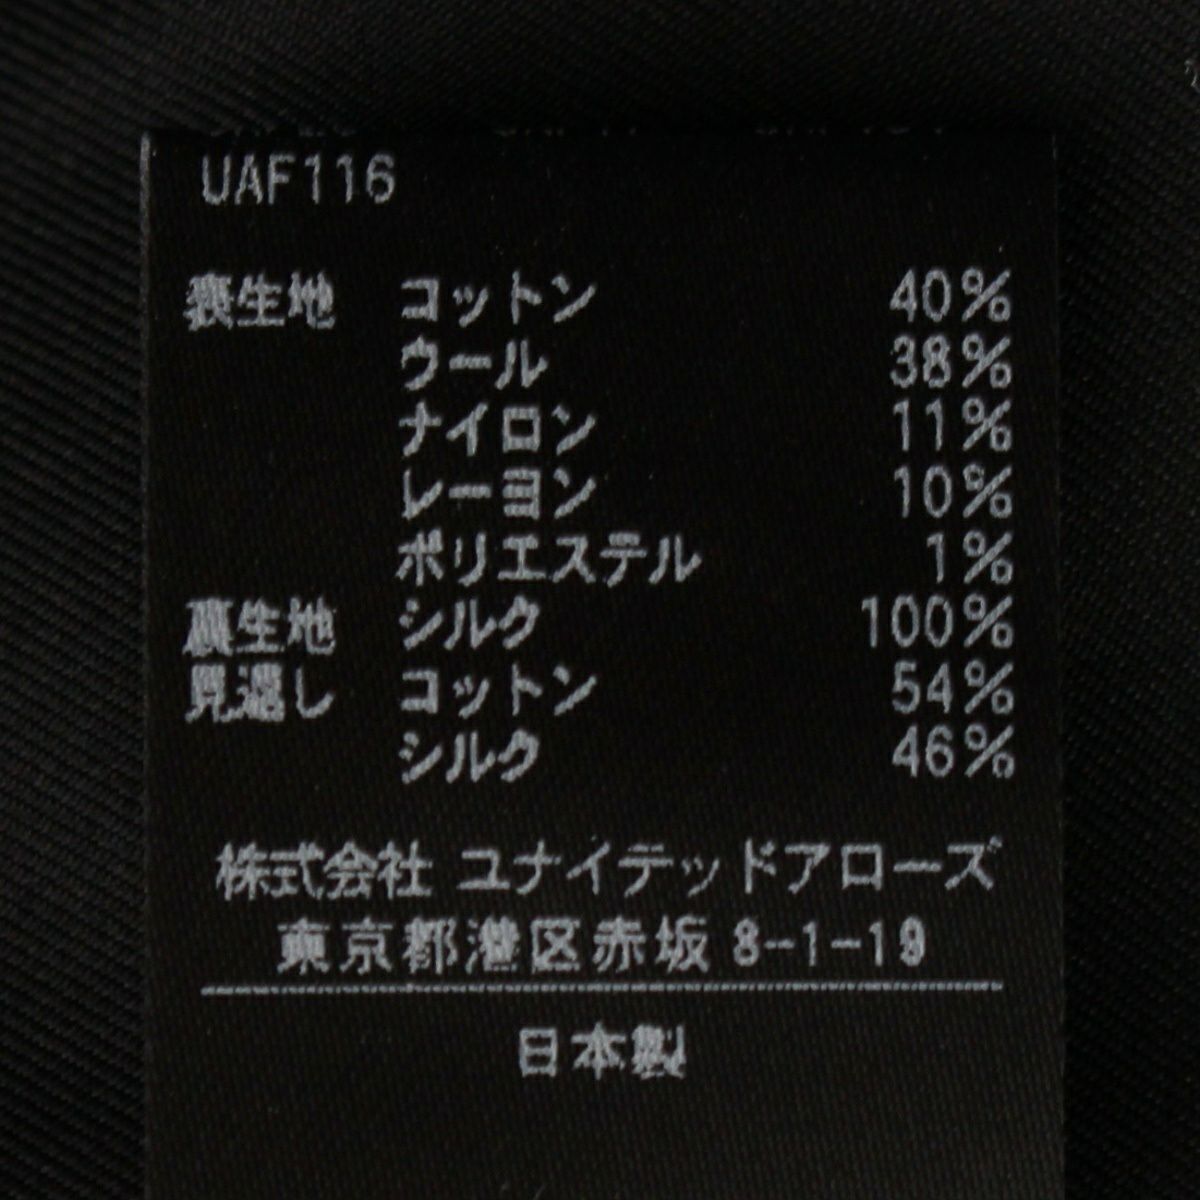 UAF116
表生地 コットン 40%
ウール 38%
ナイロン 11%
レーヨン 10%
ポリエステル 1%
裏生地 シルク 100%
見返し コットン 54%
シルク 46%
株式会社 ユナイテッドアローズ
東京都港区赤坂 8-1-19
日本製